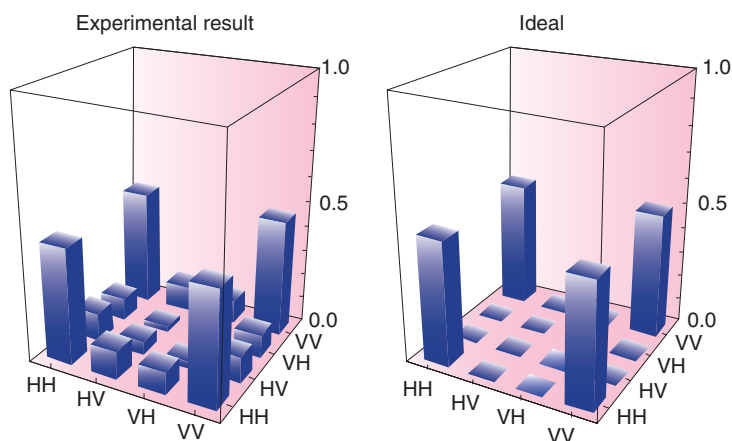 Experimental result
1.0
0.5
0.0
VV
VH
HV
HH
HH
HV
VH
VV
Ideal
1.0
0.5
0.0
VV
VH
HV
HH
HH
HV
VH
VV